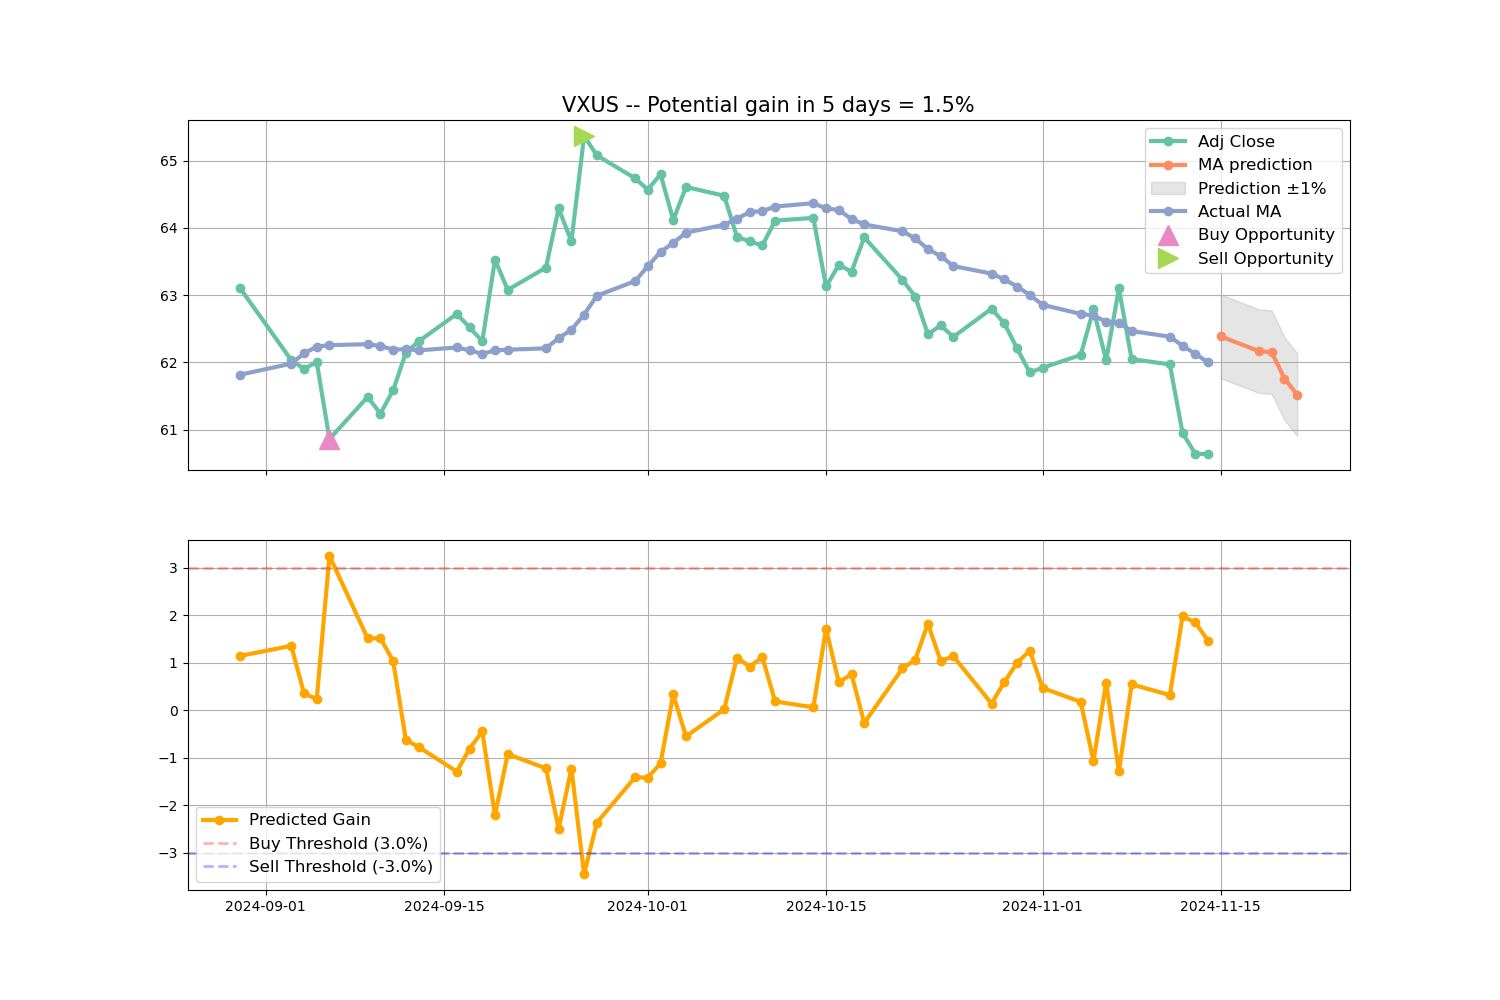 VXUS -- Potential gain in 5 days = 1.5%
65
64
63
62
61
Adj Close
MA prediction
Prediction ±1%
Actual MA
Buy Opportunity
Sell Opportunity
3
2
1
0
−1
−2
−3
Predicted Gain
Buy Threshold (3.0%)
Sell Threshold (-3.0%)
2024-09-01
2024-09-15
2024-10-01
2024-10-15
2024-11-01
2024-11-15